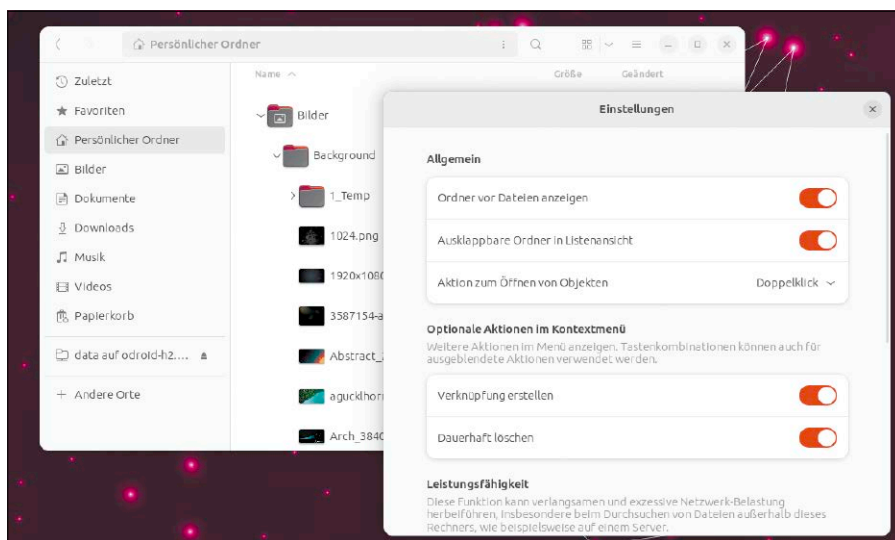 Persönlicher Ordner
Zuletzt
Favoriten
Persönlicher Ordner
Bilder
Dokumente
Downloads
Musik
Videos
Papierkorb
data auf odroid-h2....
Andere Orte
Name
Größe
Geändert
Bilder
Background
1_Temp
1024.png
1920x1080
3587154-a
Abstract_
agucklhor
Arch_3840
Einstellungen
Allgemein
Ordner vor Dateien anzeigen
Ausklappbare Ordner in Listenansicht
Aktion zum Öffnen von Objekten
Doppelklick
Optionale Aktionen im Kontextmenü
Weitere Aktionen im Menü anzeigen. Tastenkombinationen können auch für
ausgeblendete Aktionen verwendet werden.
Verknüpfung erstellen
Dauerhaft löschen
Leistungsfähigkeit
Diese Funktion kann verlangsamen und exzessive Netzwerk-Belastung
herbeiführen, insbesondere beim Durchsuchen von Dateien außerhalb dieses
Rechners, wie beispielsweise auf einem Server.